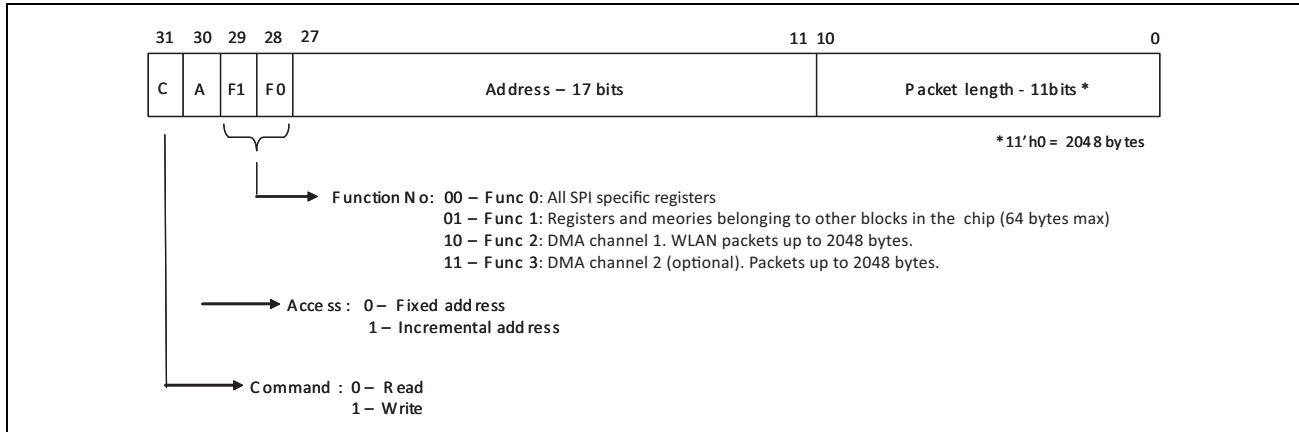 31 30 29 28 27 11 10 0
C A F1 F0 Address – 17 bits Packet length - 11bits *
*11'h0 = 2048 bytes
Function No: 00 – Func 0: All SPI specific registers
01 – Func 1: Registers and meories belonging to other blocks in the chip (64 bytes max)
10 – Func 2: DMA channel 1. WLAN packets up to 2048 bytes.
11 – Func 3: DMA channel 2 (optional). Packets up to 2048 bytes.
Access : 0 – Fixed address
1 – Incremental address
Command : 0 – Read
1 – Write